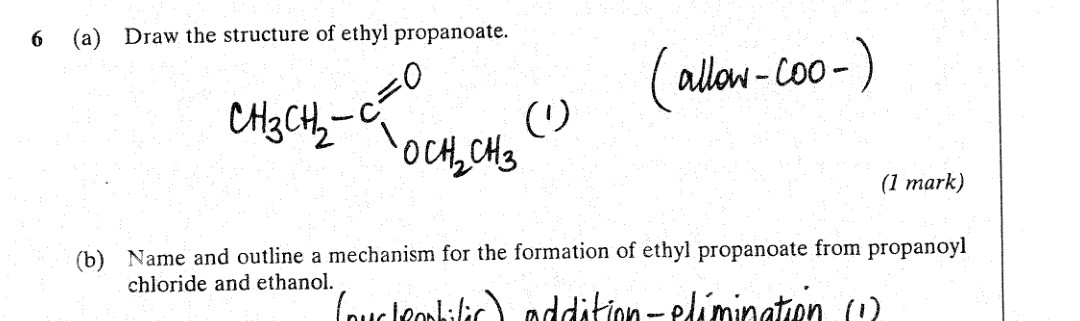 6 (a) Draw the structure of ethyl propanoate.
O
(allow -COO-)
CH3CH2-C
(1)
OCH2CH3
(1 mark)
(b) Name and outline a mechanism for the formation of ethyl propanoate from propanoyl
chloride and ethanol.
(nucleophilic) addition-elimination (1)